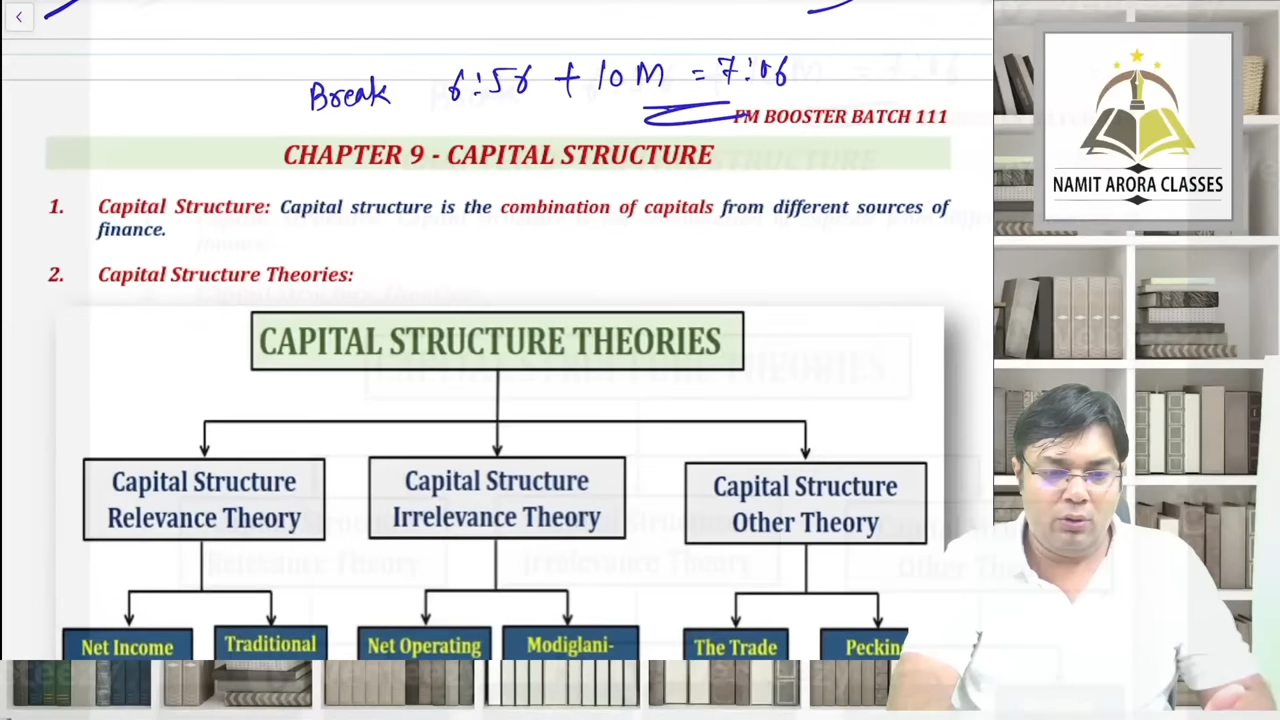 Break 6:56 + 10 M = 7:06
FM BOOSTER BATCH 111
CHAPTER 9 - CAPITAL STRUCTURE
1. Capital Structure: Capital structure is the combination of capitals from different sources of
finance.
2. Capital Structure Theories:
CAPITAL STRUCTURE THEORIES
Capital Structure
Relevance Theory
Capital Structure
Irrelevance Theory
Capital Structure
Other Theory
Net Income
Traditional
Net Operating
Modiglani-
The Trade
Pecking
NAMIT ARORA CLASSES